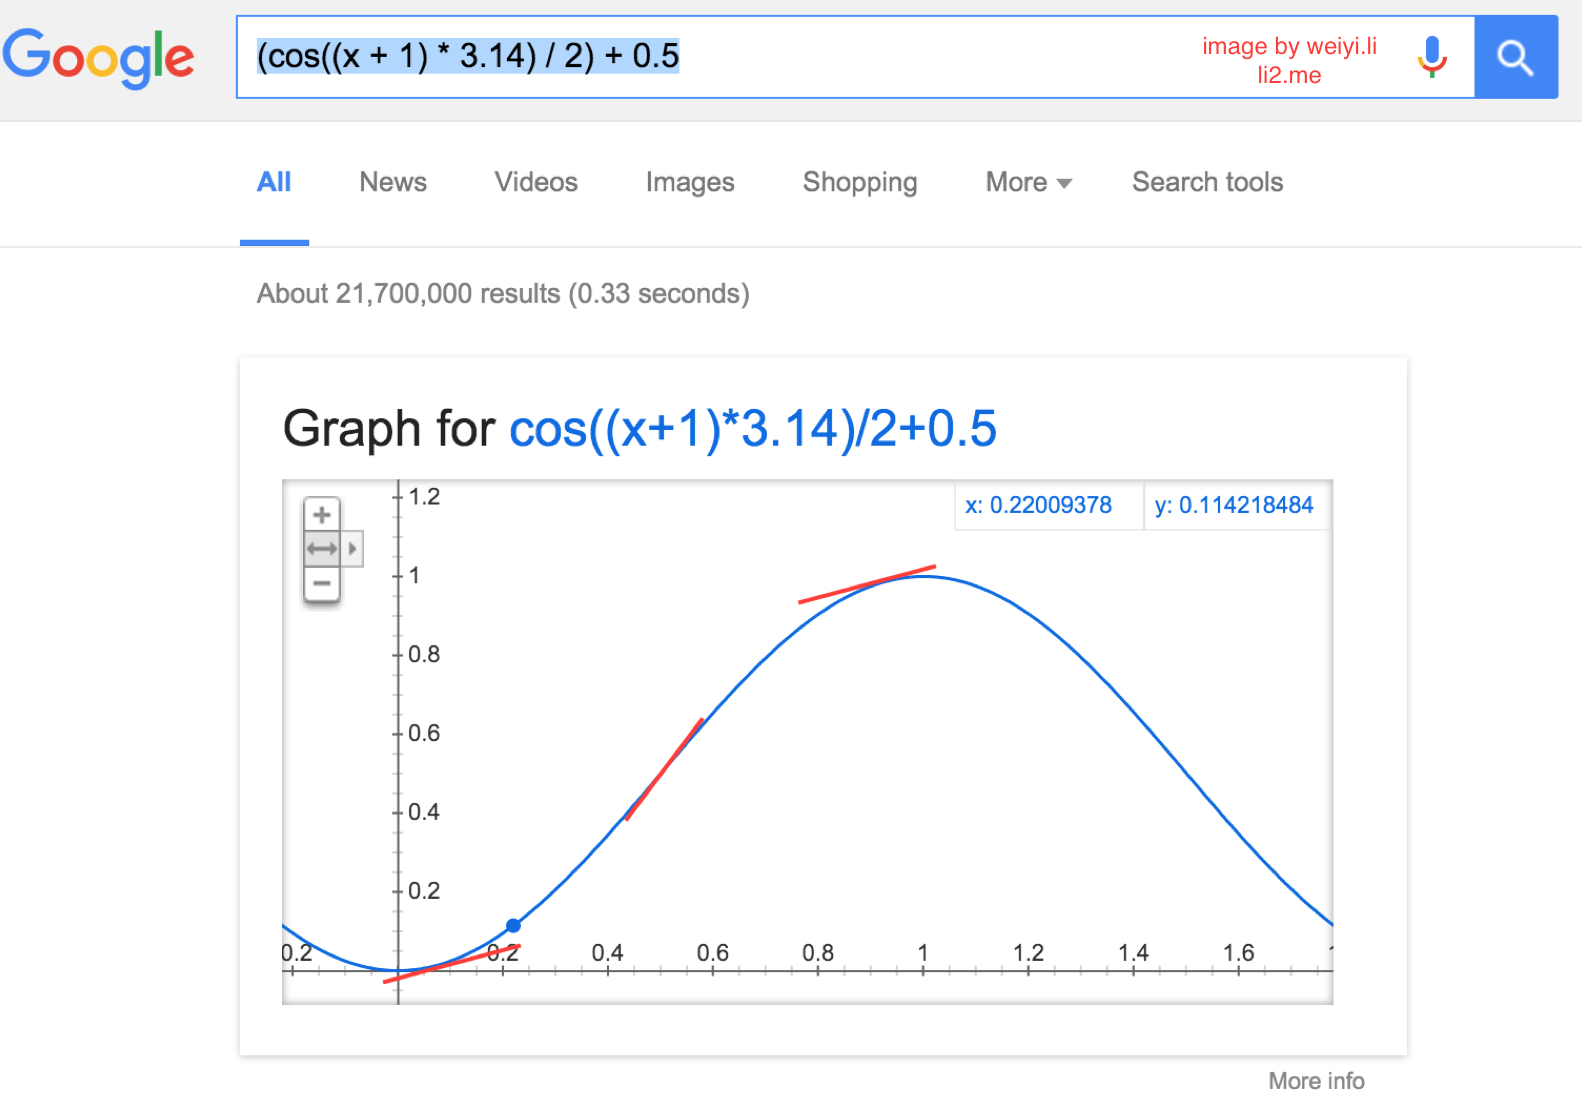 Google
(cos((x + 1) * 3.14) / 2) + 0.5
image by weiyi.li
li2.me
All News Videos Images Shopping More Search tools
About 21,700,000 results (0.33 seconds)
Graph for cos((x+1)*3.14)/2+0.5
x: 0.22009378 y: 0.114218484
1.2
1
0.8
0.6
0.4
0.2
0.2 0.2 0.4 0.6 0.8 1 1.2 1.4 1.6
More info